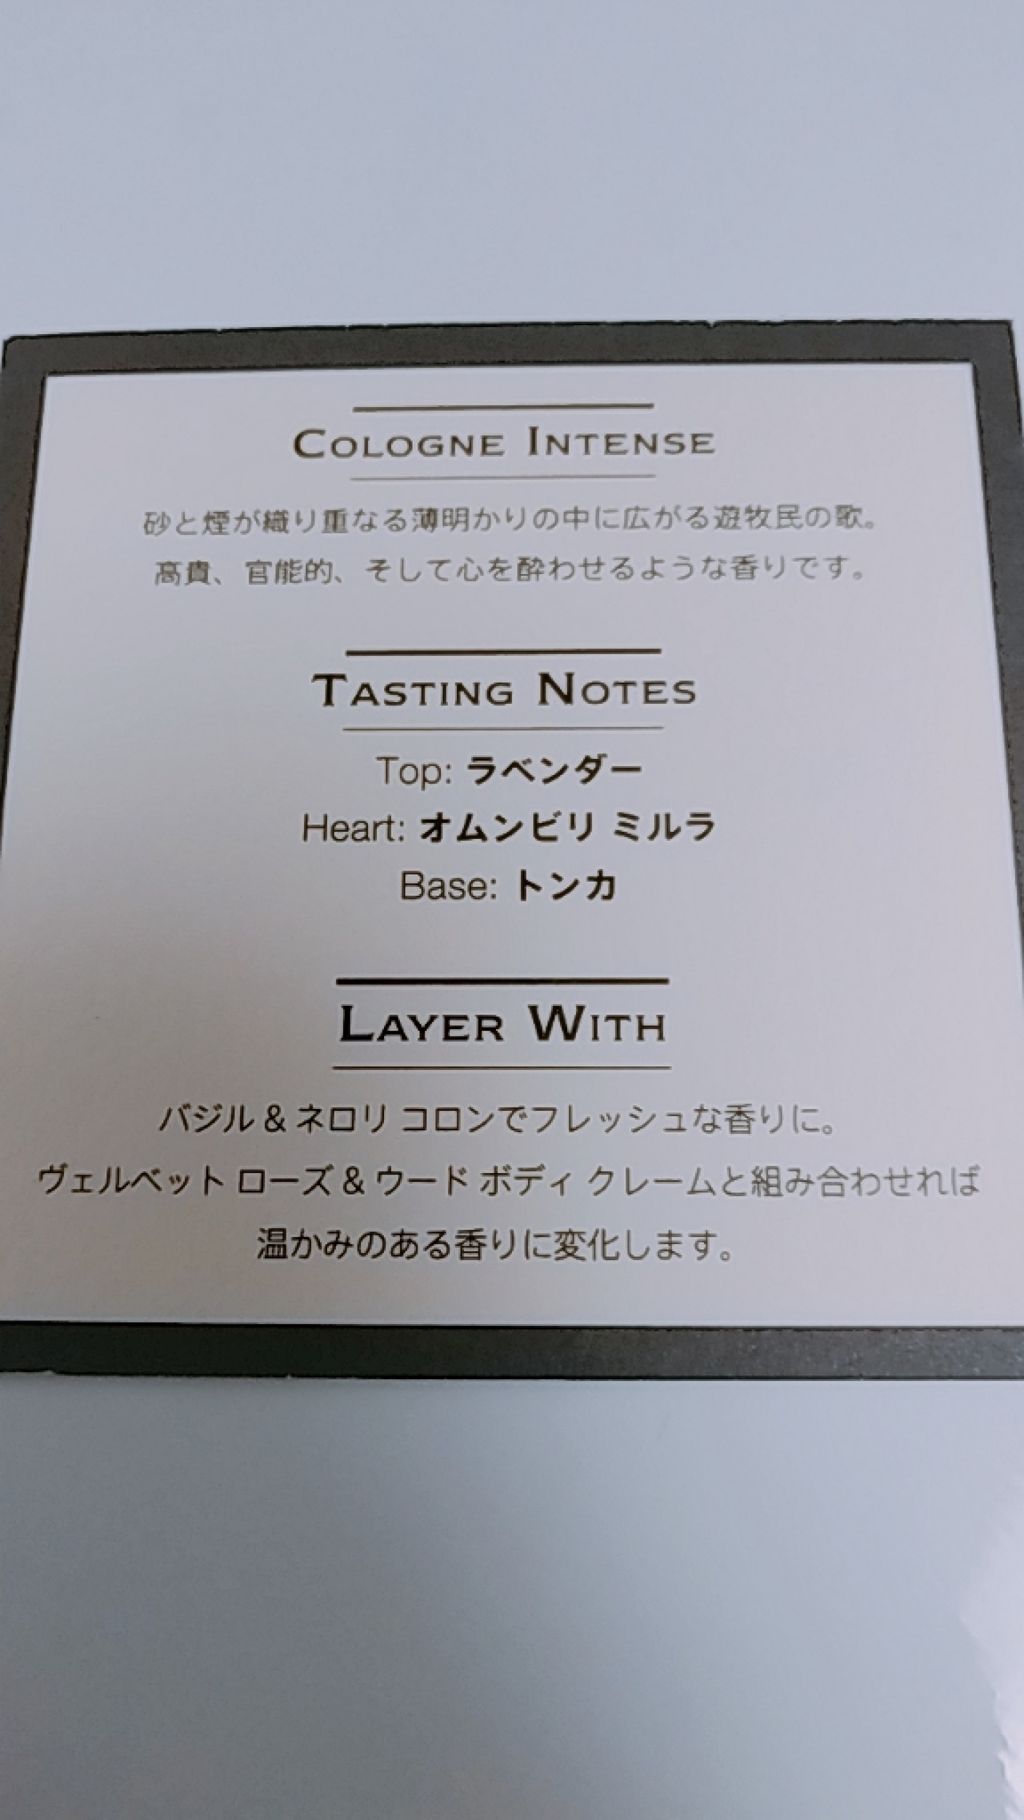 COLOGNE INTENSE
砂と煙が織り重なる薄明かりの中に広がる遊牧民の歌。
高貴、官能的、そして心を酔わせるような香りです。
TASTING NOTES
Top: ラベンダー
Heart: オムンビリ ミルラ
Base: トンカ
LAYER WITH
バジル & ネロリ コロンでフレッシュな香りに。
ヴェルベット ローズ & ウード ボディ クレームと組み合わせれば
温かみのある香りに変化します。